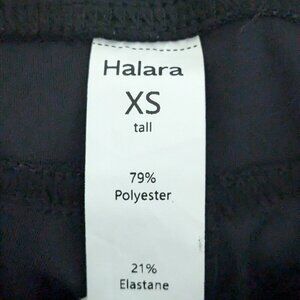 Halara
XS
tall
79%
Polyester
21%
Elastane